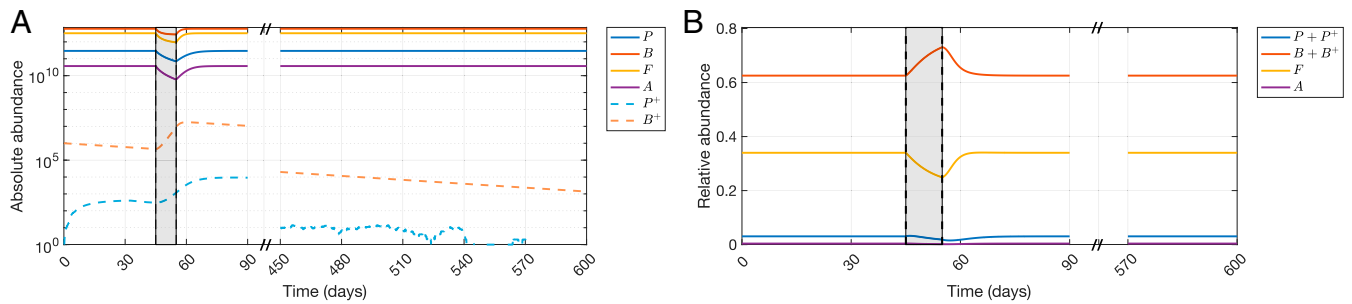 A
Absolute abundance
10^10
10^5
10^0
0
30
60
90
450
480
510
540
570
600
Time (days)
P
B
F
A
P^+
B^+
B
Relative abundance
0.8
0.6
0.4
0.2
0
0
30
60
90
570
600
Time (days)
P + P^+
B + B^+
F
A